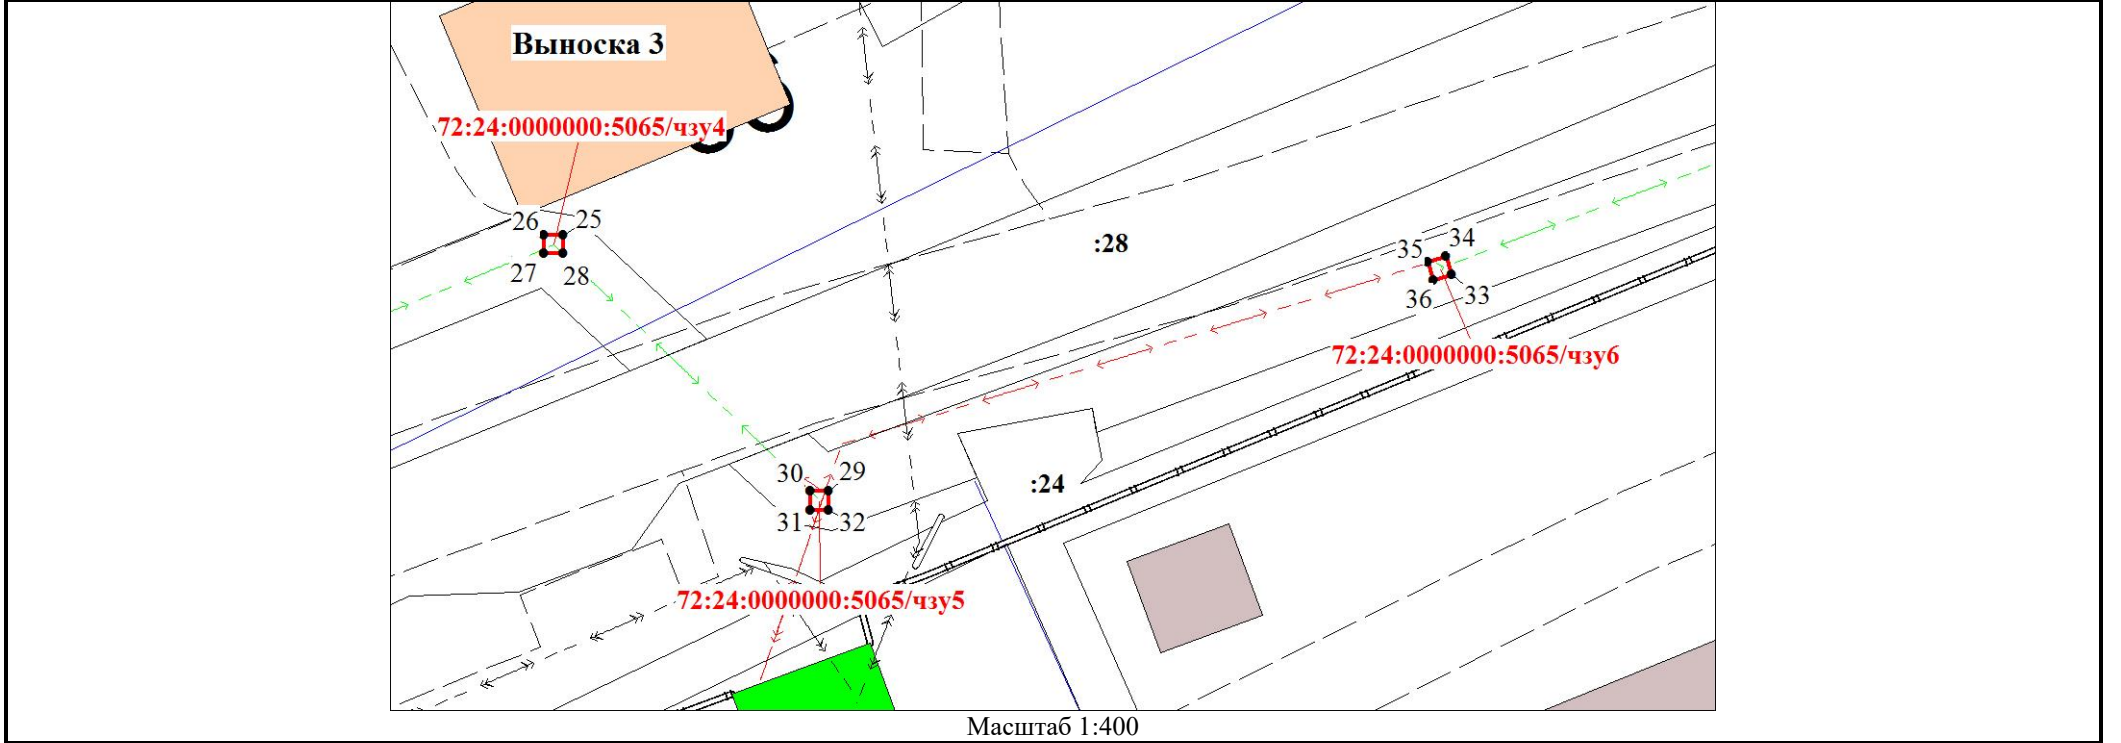 Выноска 3
72:24:0000000:5065/чзу4
26
25
27
28
:28
35
34
36
33
72:24:0000000:5065/чзу6
30
29
31
32
:24
72:24:0000000:5065/чзу5
Масштаб 1:400